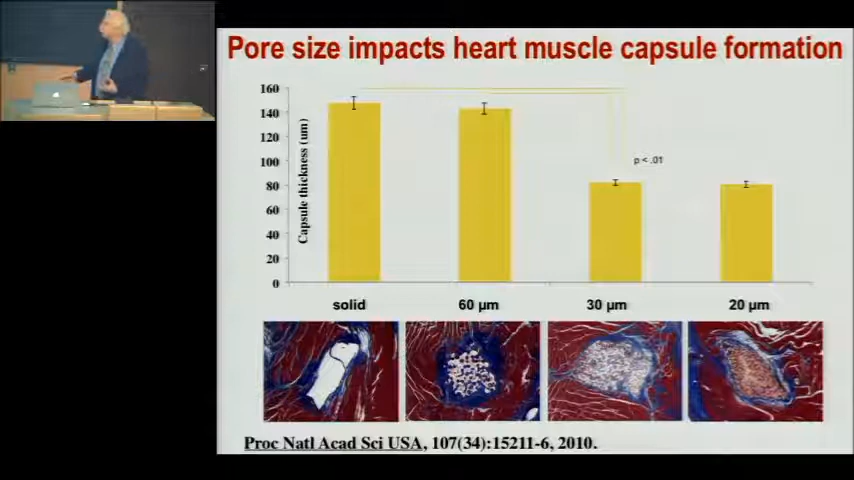 Pore size impacts heart muscle capsule formation
160
140
120
100
80
60
40
20
0
Capsule thickness (um)
p < .01
solid 60 µm 30 µm 20 µm
Proc Natl Acad Sci USA, 107(34):15211-6, 2010.